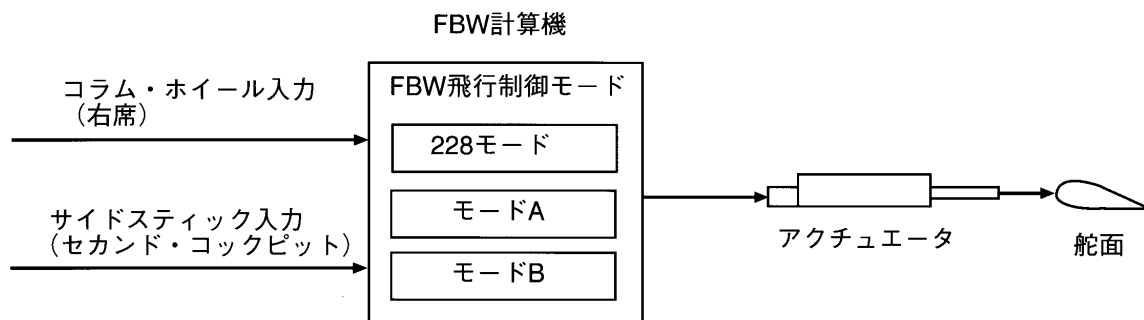 FBW計算機
コラム・ホイール入力
（右席）
FBW飛行制御モード
228モード
モードA
モードB
サイドスティック入力
（セカンド・コックピット）
アクチュエータ
舵面